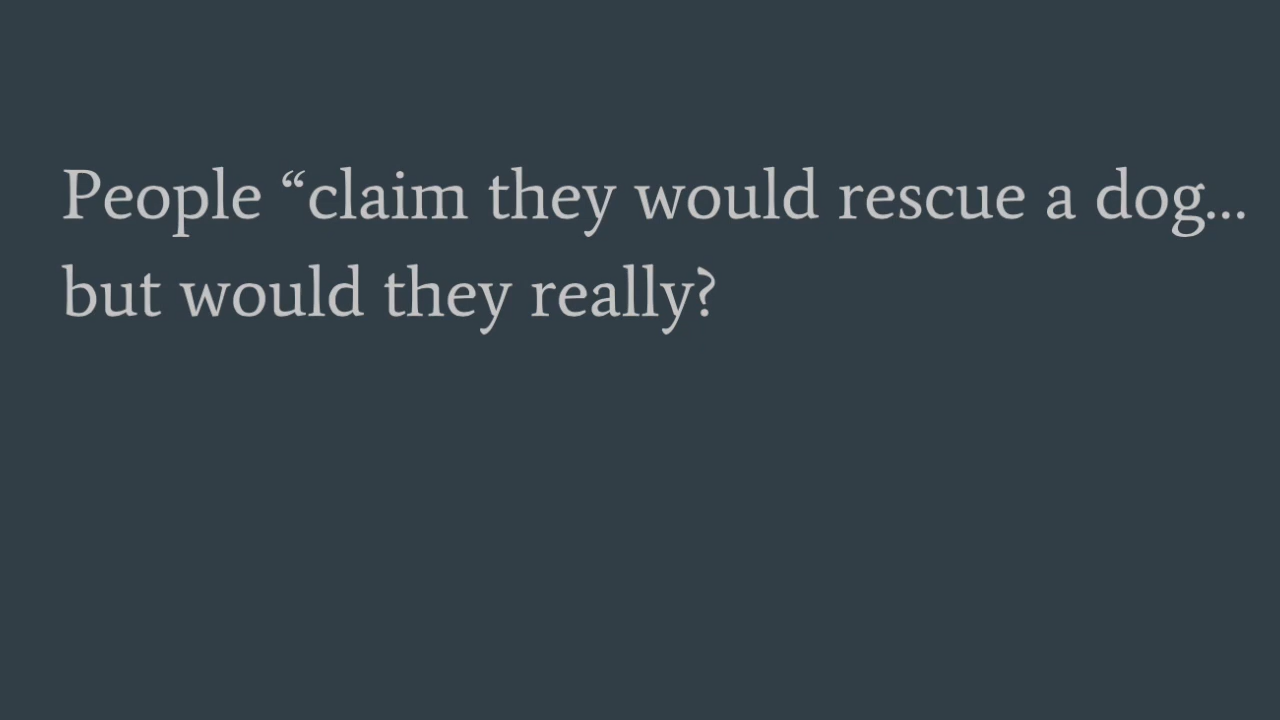 People “claim they would rescue a dog...
but would they really?